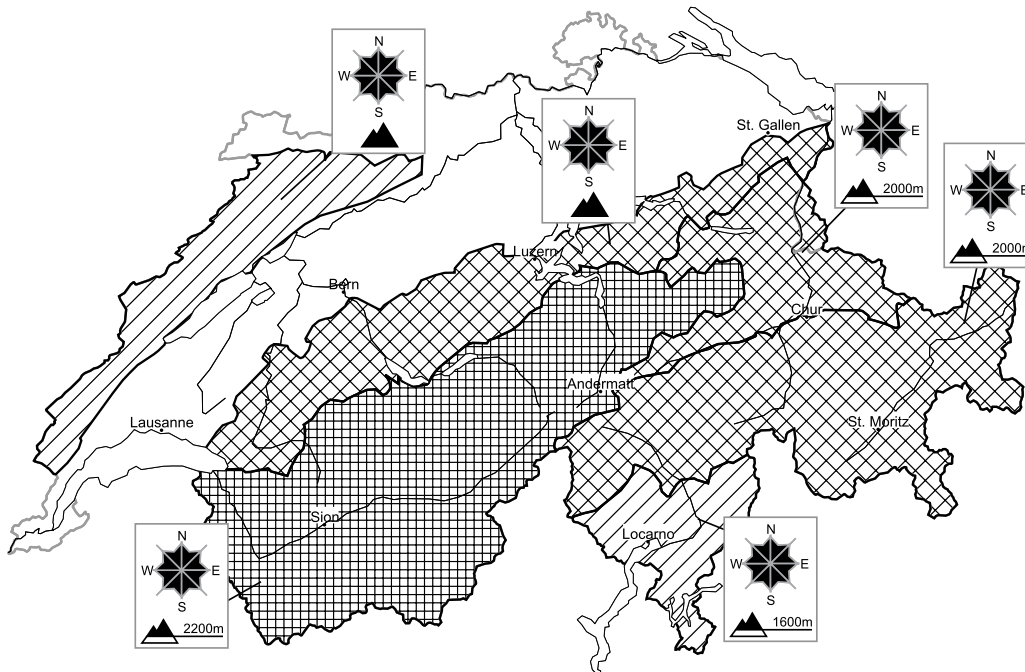 N
W E
S
N
W E
S
St. Gallen
N
W E
S
2000m
N
W E
S
2000m
Luzern
Bern
Chur
Andermatt
Lausanne
St. Moritz
Sion
Locarno
N
W E
S
2200m
N
W E
S
1600m